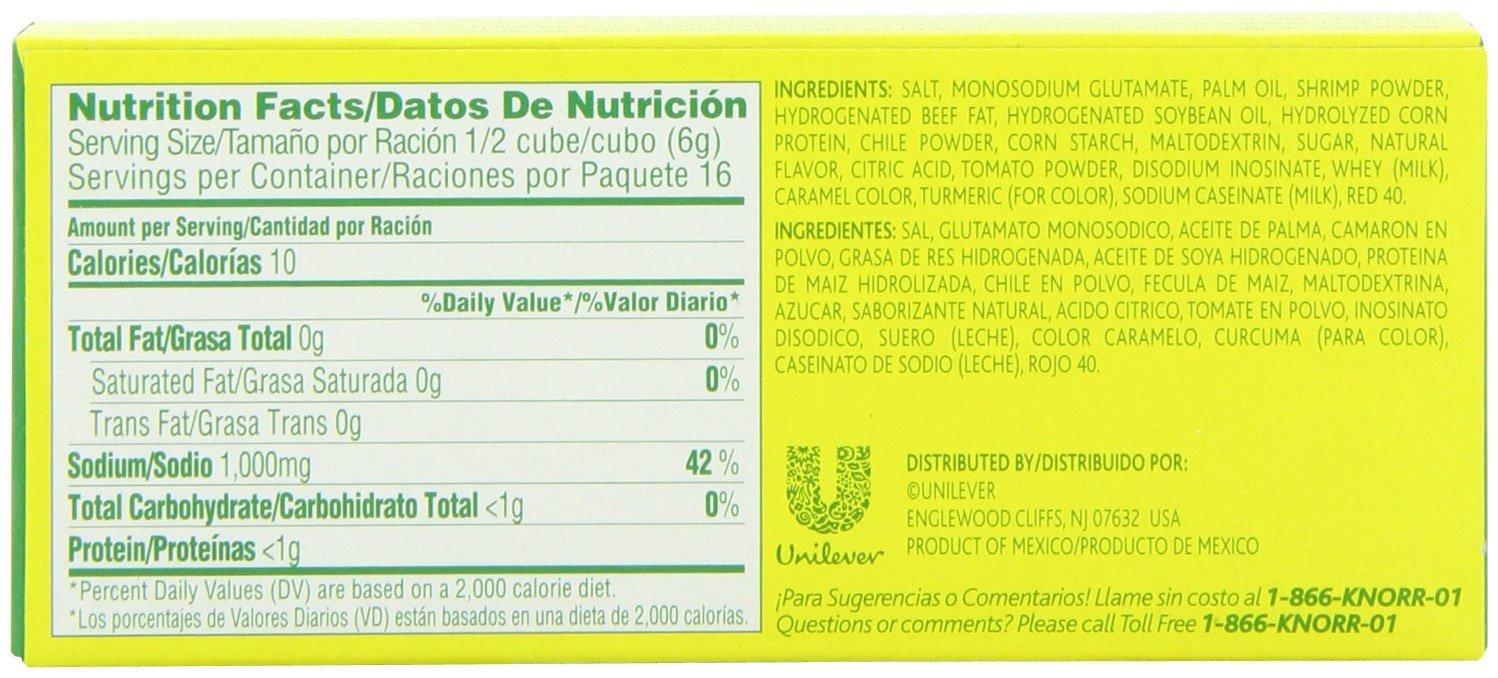 Nutrition Facts/Datos De Nutrición
Serving Size/Tamaño por Ración 1/2 cube/cubo (6g)
Servings per Container/Raciones por Paquete 16
Amount per Serving/Cantidad por Ración
Calories/Calorías 10
%Daily Value*/%Valor Diario*
Total Fat/Grasa Total 0g 0%
Saturated Fat/Grasa Saturada 0g 0%
Trans Fat/Grasa Trans 0g
Sodium/Sodio 1,000mg 42 %
Total Carbohydrate/Carbohidrato Total <1g 0%
Protein/Proteínas <1g
*Percent Daily Values (DV) are based on a 2,000 calorie diet.
*Los porcentajes de Valores Diarios (VD) están basados en una dieta de 2,000 calorías.
INGREDIENTS: SALT, MONOSODIUM GLUTAMATE, PALM OIL, SHRIMP POWDER,
HYDROGENATED BEEF FAT, HYDROGENATED SOYBEAN OIL, HYDROLYZED CORN
PROTEIN, CHILE POWDER, CORN STARCH, MALTODEXTRIN, SUGAR, NATURAL
FLAVOR, CITRIC ACID, TOMATO POWDER, DISODIUM INOSINATE, WHEY (MILK),
CARAMEL COLOR, TURMERIC (FOR COLOR), SODIUM CASEINATE (MILK), RED 40.
INGREDIENTES: SAL, GLUTAMATO MONOSODICO, ACEITE DE PALMA, CAMARON EN
POLVO, GRASA DE RES HIDROGENADA, ACEITE DE SOYA HIDROGENADO, PROTEINA
DE MAIZ HIDROLIZADA, CHILE EN POLVO, FECULA DE MAIZ, MALTODEXTRINA,
AZUCAR, SABORIZANTE NATURAL, ACIDO CITRICO, TOMATE EN POLVO, INOSINATO
DISODICO, SUERO (LECHE), COLOR CARAMELO, CURCUMA (PARA COLOR),
CASEINATO DE SODIO (LECHE), ROJO 40.
Unilever
DISTRIBUTED BY/DISTRIBUIDO POR:
©UNILEVER
ENGLEWOOD CLIFFS, NJ 07632 USA
PRODUCT OF MEXICO/PRODUCTO DE MEXICO
¡Para Sugerencias o Comentarios! Llame sin costo al 1-866-KNORR-01
Questions or comments? Please call Toll Free 1-866-KNORR-01